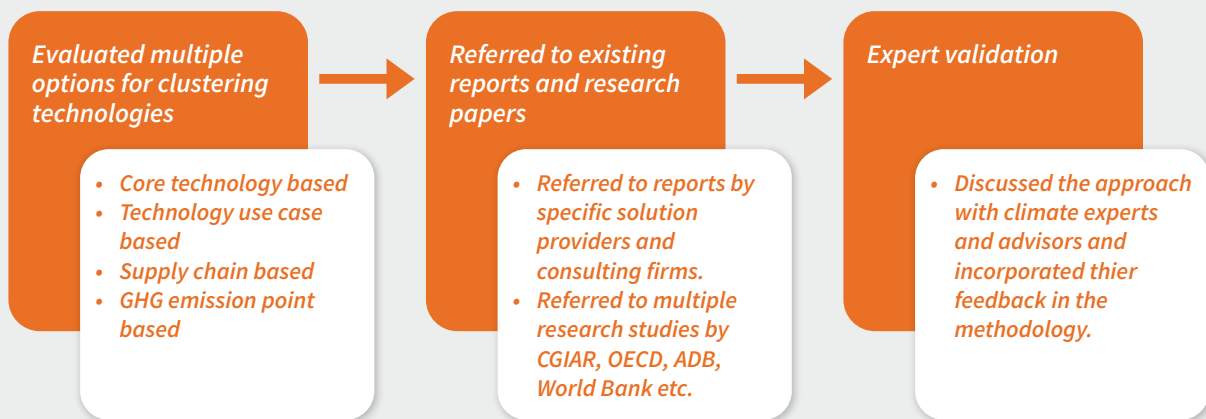 Evaluated multiple
options for clustering
technologies
• Core technology based
• Technology use case
based
• Supply chain based
• GHG emission point
based
Referred to existing
reports and research
papers
• Referred to reports by
specific solution
providers and
consulting firms.
• Referred to multiple
research studies by
CGIAR, OECD, ADB,
World Bank etc.
Expert validation
• Discussed the approach
with climate experts
and advisors and
incorporated thier
feedback in the
methodology.